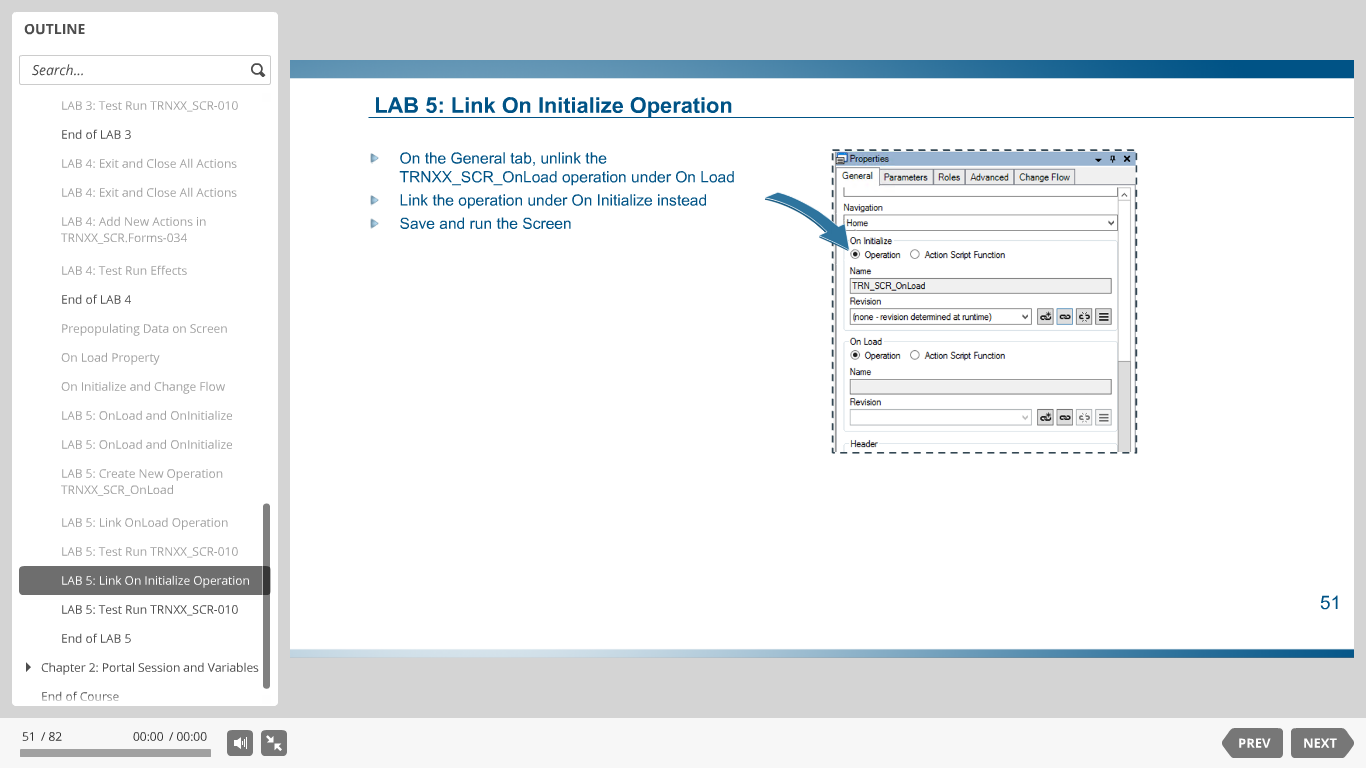 OUTLINE
Search...
LAB 3: Test Run TRNXX_SCR-010
End of LAB 3
LAB 4: Exit and Close All Actions
LAB 4: Exit and Close All Actions
LAB 4: Add New Actions in
TRNXX_SCR.Forms-034
LAB 4: Test Run Effects
End of LAB 4
Prepopulating Data on Screen
On Load Property
On Initialize and Change Flow
LAB 5: OnLoad and OnInitialize
LAB 5: OnLoad and OnInitialize
LAB 5: Create New Operation
TRNXX_SCR_OnLoad
LAB 5: Link OnLoad Operation
LAB 5: Test Run TRNXX_SCR-010
LAB 5: Link On Initialize Operation
LAB 5: Test Run TRNXX_SCR-010
End of LAB 5
Chapter 2: Portal Session and Variables
End of Course
LAB 5: Link On Initialize Operation
On the General tab, unlink the
TRNXX_SCR_OnLoad operation under On Load
Link the operation under On Initialize instead
Save and run the Screen
Properties
General Parameters Roles Advanced Change Flow
Navigation
Home
On Initialize
Operation Action Script Function
Name
TRN_SCR_OnLoad
Revision
(none - revision determined at runtime)
On Load
Operation Action Script Function
Name
Revision
Header
51
51 / 82 00:00 / 00:00
PREV NEXT